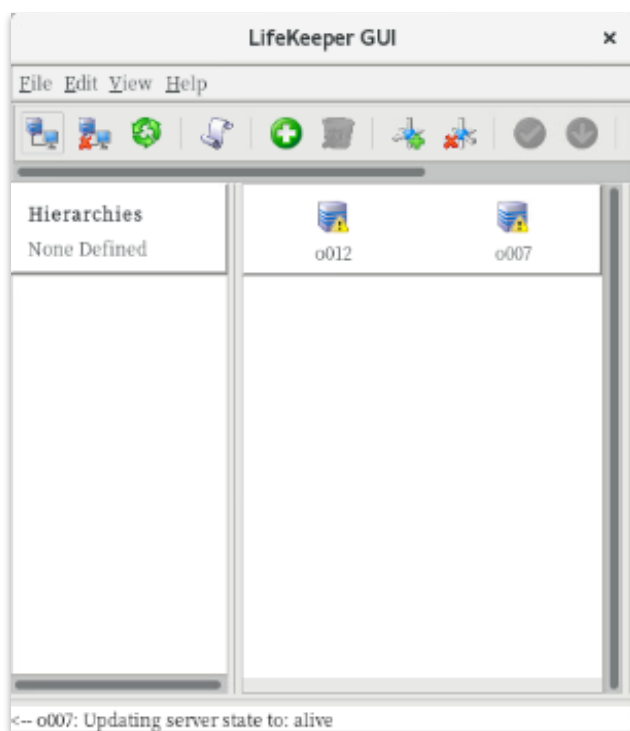 LifeKeeper GUI ×
File Edit View Help
Hierarchies
None Defined
o012 o007
<-- o007: Updating server state to: alive